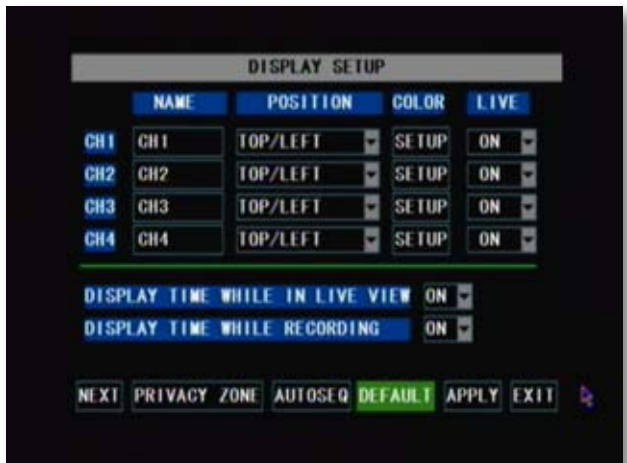 DISPLAY SETUP
NAME POSITION COLOR LIVE
CH1 CH1 TOP/LEFT SETUP ON
CH2 CH2 TOP/LEFT SETUP ON
CH3 CH3 TOP/LEFT SETUP ON
CH4 CH4 TOP/LEFT SETUP ON
DISPLAY TIME WHILE IN LIVE VIEW ON
DISPLAY TIME WHILE RECORDING ON
NEXT PRIVACY ZONE AUTOSEQ DEFAULT APPLY EXIT